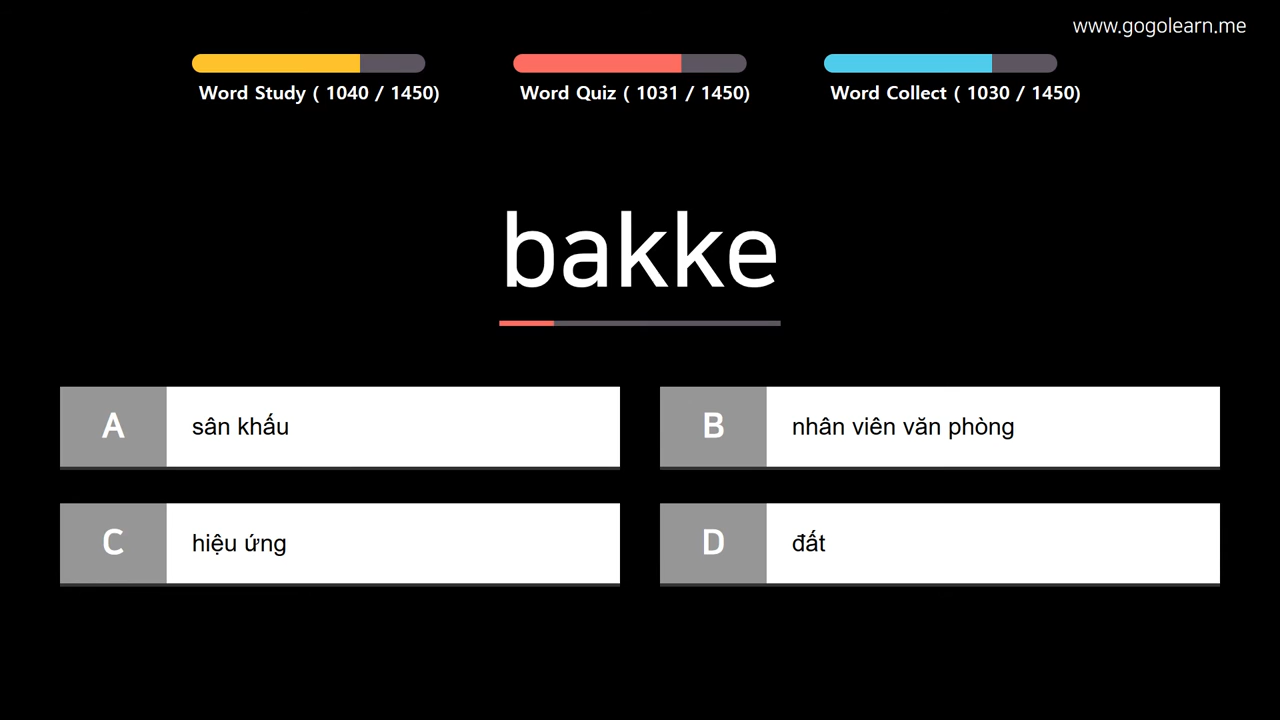 www.gogolearn.me
Word Study ( 1040 / 1450)
Word Quiz ( 1031 / 1450)
Word Collect ( 1030 / 1450)
bakke
A sân khấu
B nhân viên văn phòng
C hiệu ứng
D đất